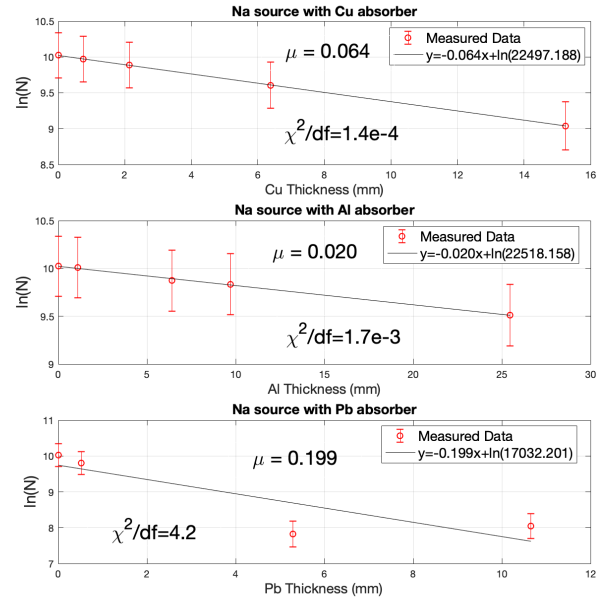 Na source with Cu absorber
10.5
10
9.5
9
8.5
ln(N)
μ = 0.064
Measured Data
y=-0.064x+ln(22497.188)
χ²/df=1.4e-4
0 2 4 6 8 10 12 14 16
Cu Thickness (mm)
Na source with Al absorber
10.5
10
9.5
9
ln(N)
μ = 0.020
Measured Data
y=-0.020x+ln(22518.158)
χ²/df=1.7e-3
0 5 10 15 20 25 30
Al Thickness (mm)
Na source with Pb absorber
11
10
9
8
7
ln(N)
μ = 0.199
Measured Data
y=-0.199x+ln(17032.201)
χ²/df=4.2
0 2 4 6 8 10 12
Pb Thickness (mm)